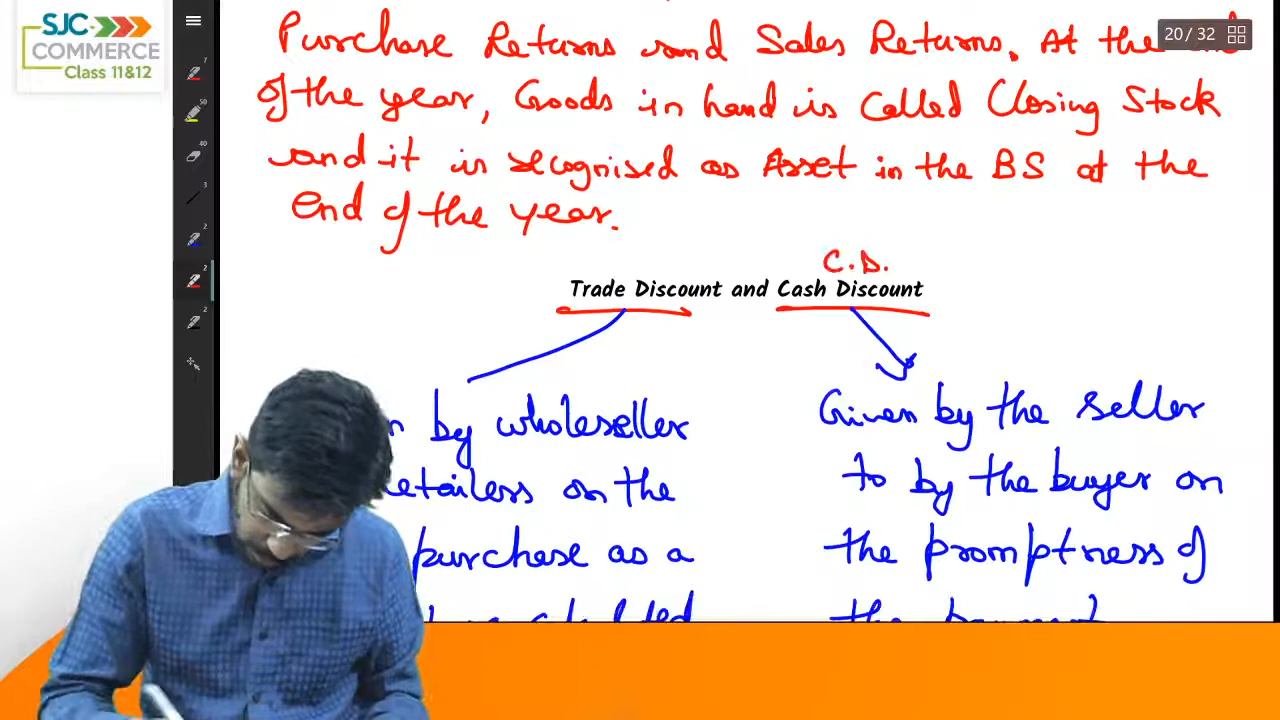 SJC
COMMERCE
Class 11&12
20 / 32
Purchase Returns and Sales Returns. At the
of the year, Goods in hand is called Closing Stock
and it is recognised as Asset in the BS at the
end of the year.
C.D.
Trade Discount and Cash Discount
by wholeseller
on the
purchase as a
Given by the seller
to by the buyer on
the promptness of
the payment